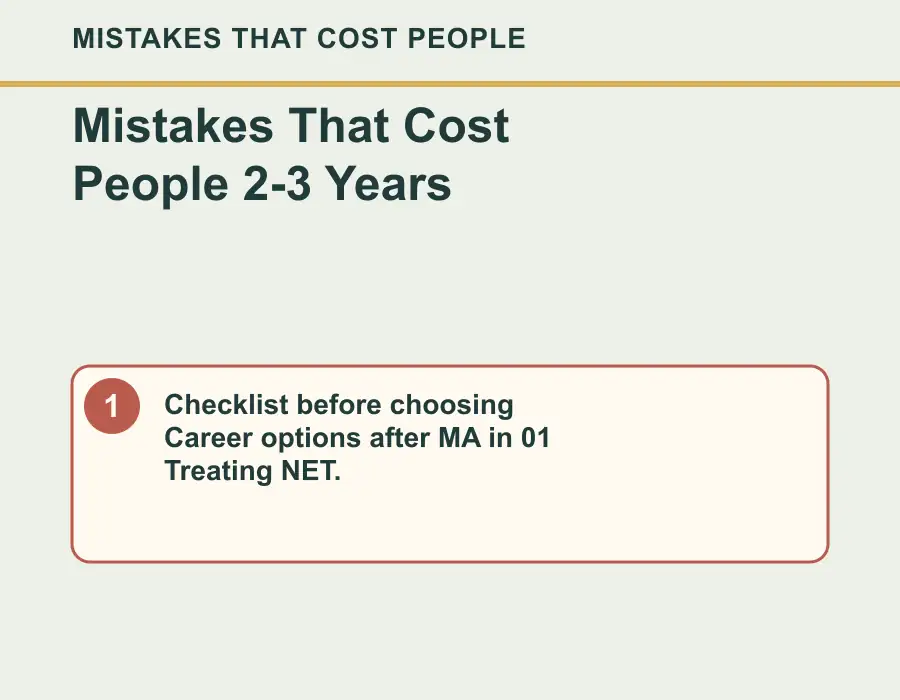 MISTAKES THAT COST PEOPLE
Mistakes That Cost
People 2-3 Years
1
Checklist before choosing
Career options after MA in 01
Treating NET.